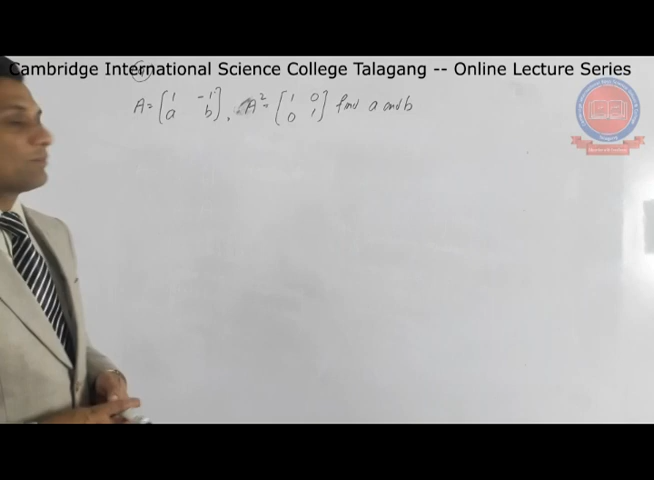 Cambridge International Science College Talagang -- Online Lecture Series
A = [1 -1], A² = [1 0] find a and b
[a b] [0 1]